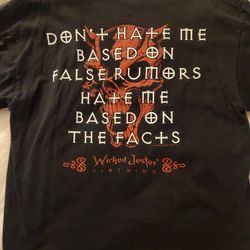 DON'T HATE ME
BASED ON
FALSE RUMORS
HATE ME
BASED ON
THE FACTS
Wicked Jester
CLOTHING